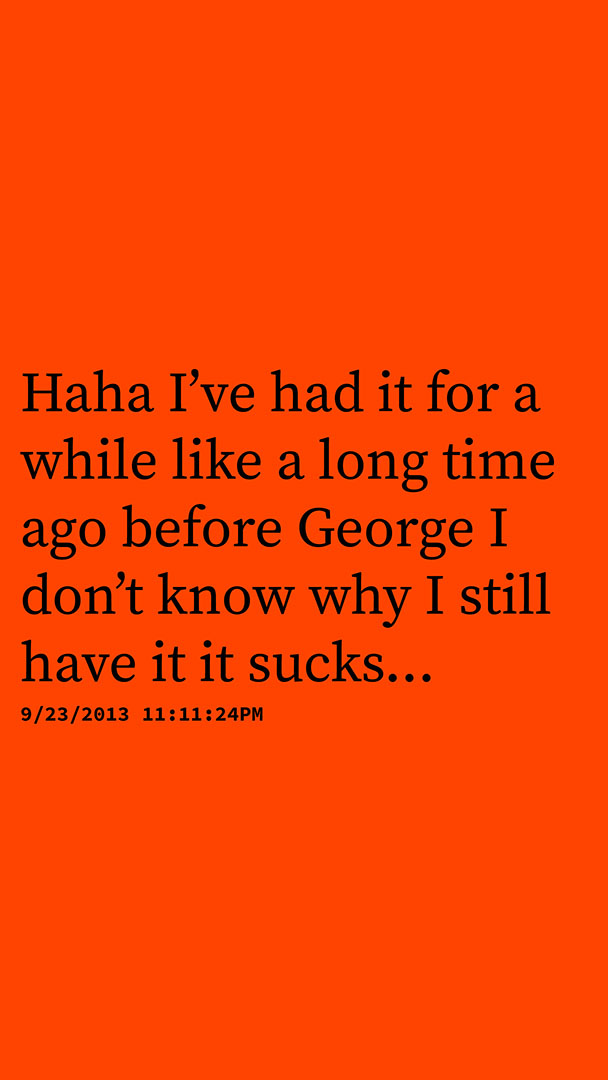 Haha I’ve had it for a
while like a long time
ago before George I
don’t know why I still
have it it sucks…
9/23/2013 11:11:24PM